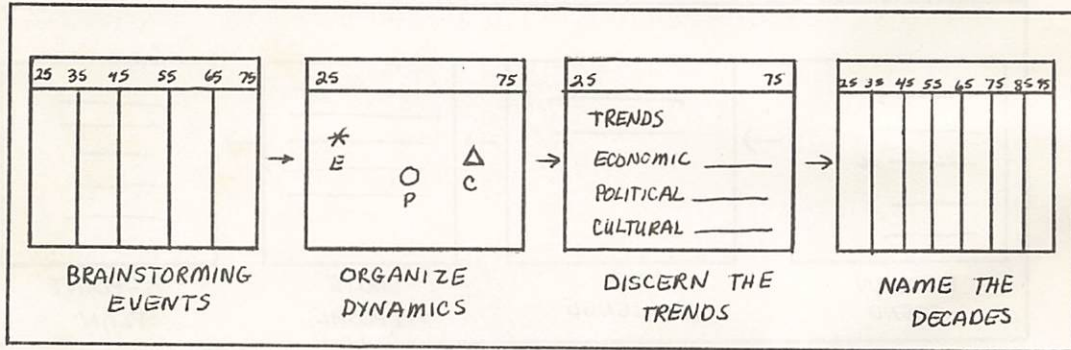 25 35 45 55 65 75
BRAINSTORMING
EVENTS
25 75
E
P
C
ORGANIZE
DYNAMICS
25 75
TRENDS
ECONOMIC
POLITICAL
CULTURAL
DISCERN THE
TRENDS
25 35 45 55 65 75 85 95
NAME THE
DECADES